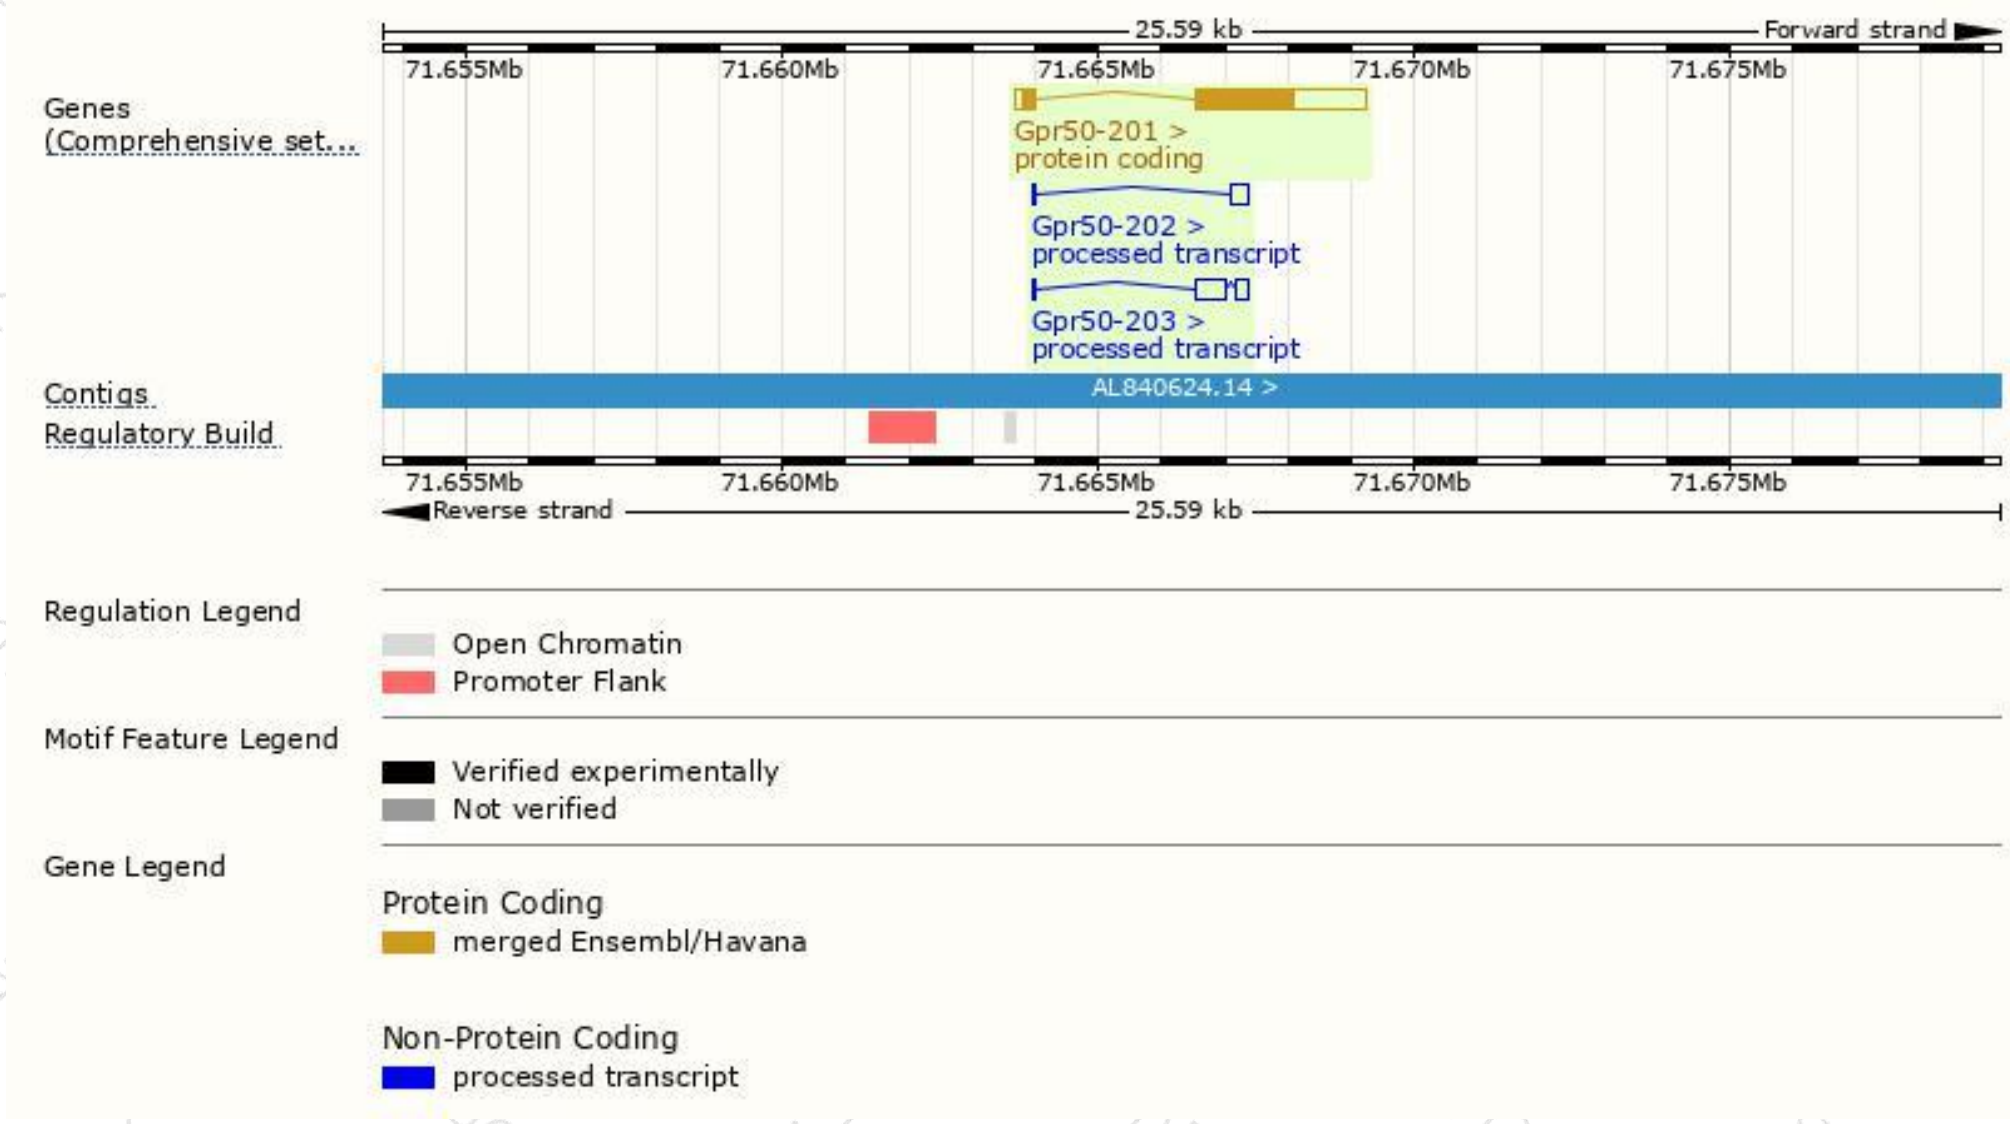 25.59 kb
Forward strand
71.655Mb 71.660Mb 71.665Mb 71.670Mb 71.675Mb
Genes
(Comprehensive set...
Gpr50-201 >
protein coding
Gpr50-202 >
processed transcript
Gpr50-203 >
processed transcript
Contigs
AL840624.14 >
Regulatory Build
71.655Mb 71.660Mb 71.665Mb 71.670Mb 71.675Mb
Reverse strand
25.59 kb
Regulation Legend
Open Chromatin
Promoter Flank
Motif Feature Legend
Verified experimentally
Not verified
Gene Legend
Protein Coding
merged Ensembl/Havana
Non-Protein Coding
processed transcript